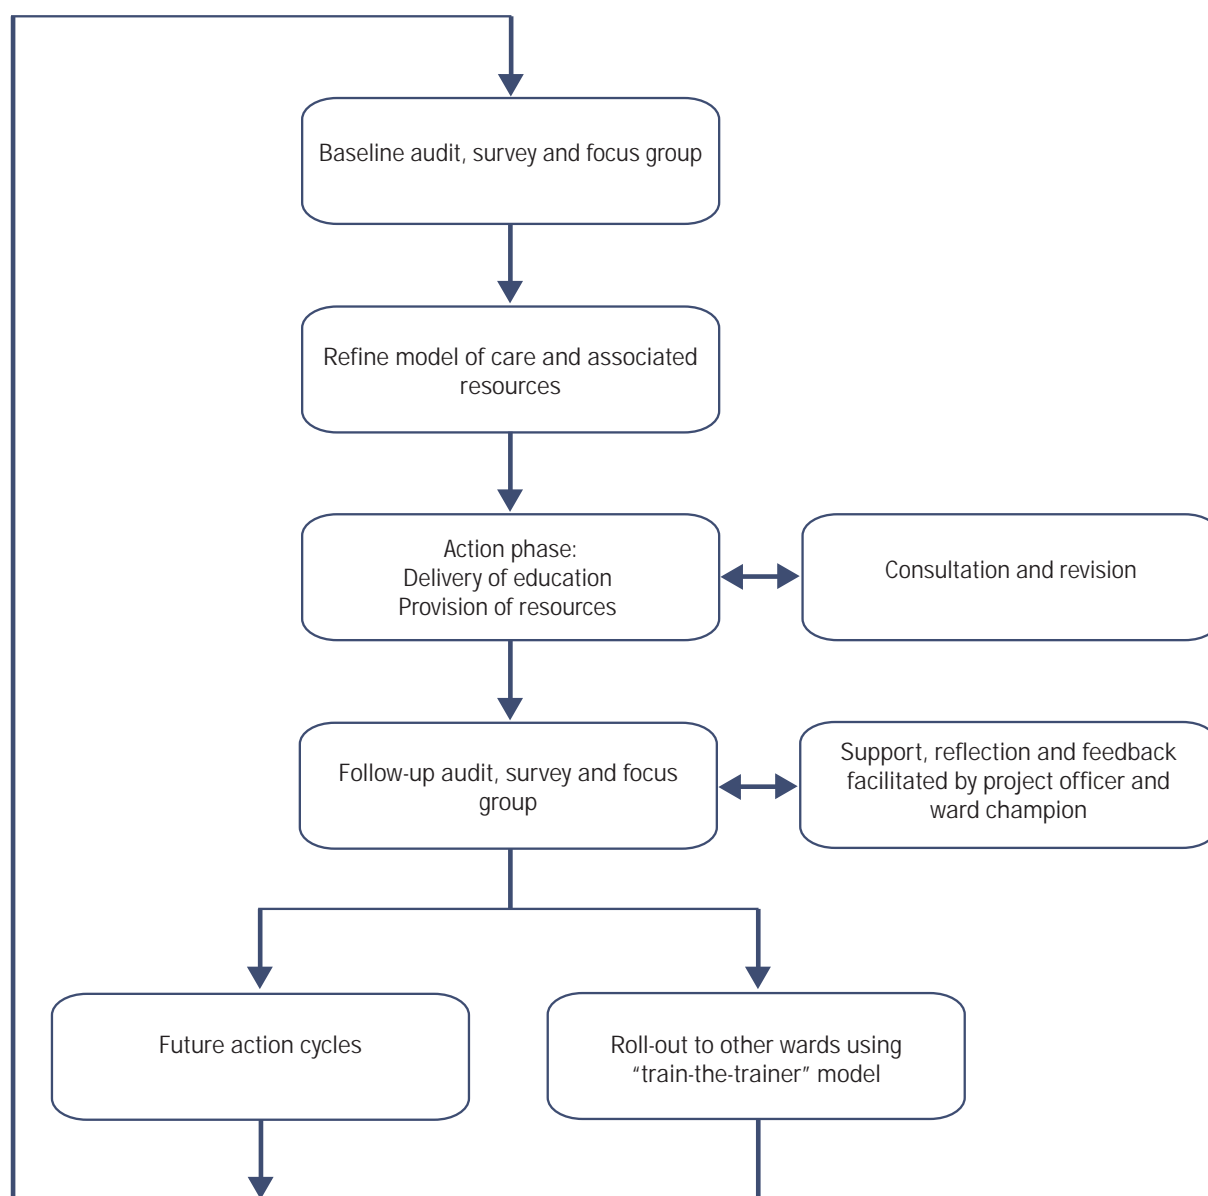 Baseline audit, survey and focus group
Refine model of care and associated
resources
Action phase:
Delivery of education
Provision of resources
Consultation and revision
Follow-up audit, survey and focus
group
Support, reflection and feedback
facilitated by project officer and
ward champion
Future action cycles
Roll-out to other wards using
“train-the-trainer” model